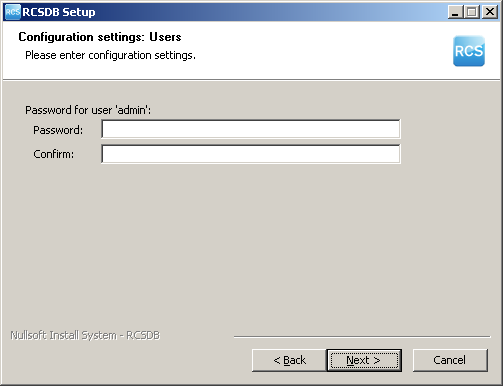 RCSDB Setup
Configuration settings: Users
Please enter configuration settings.
RCS
Password for user 'admin':
Password:
Confirm:
Nullsoft Install System - RCSDB
< Back
Next >
Cancel